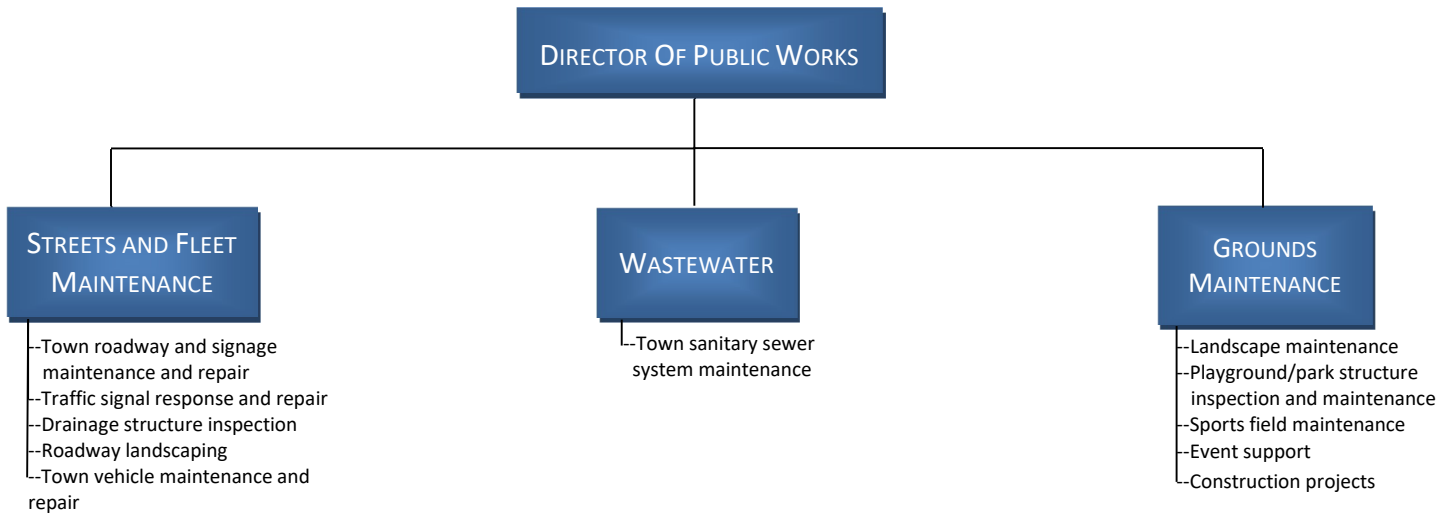 DIRECTOR OF PUBLIC WORKS
STREETS AND FLEET
MAINTENANCE
--Town roadway and signage
maintenance and repair
--Traffic signal response and repair
--Drainage structure inspection
--Roadway landscaping
--Town vehicle maintenance and
repair
WASTEWATER
--Town sanitary sewer
system maintenance
GROUNDS
MAINTENANCE
--Landscape maintenance
--Playground/park structure
inspection and maintenance
--Sports field maintenance
--Event support
--Construction projects